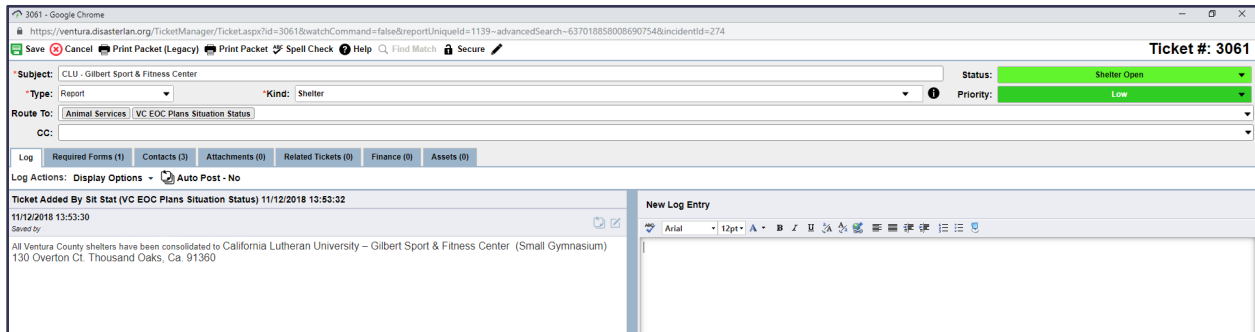 3061 - Google Chrome
https://ventura.disasterlan.org/TicketManager/Ticket.aspx?id=3061&watchCommand=false&reportUniqueId=1139~advancedSearch~637018858008690754&incidentId=274
Save Cancel Print Packet (Legacy) Print Packet Spell Check Help Find Match Secure Ticket #: 3061
*Subject: CLU - Gilbert Sport & Fitness Center Status: Shelter Open
*Type: Report *Kind: Shelter Priority: Low
Route To: Animal Services VC EOC Plans Situation Status
CC:
Log Required Forms (1) Contacts (3) Attachments (0) Related Tickets (0) Finance (0) Assets (0)
Log Actions: Display Options Auto Post - No
Ticket Added By Sit Stat (VC EOC Plans Situation Status) 11/12/2018 13:53:32
11/12/2018 13:53:30
Saved by
All Ventura County shelters have been consolidated to California Lutheran University – Gilbert Sport & Fitness Center (Small Gymnasium)
130 Overton Ct. Thousand Oaks, Ca. 91360
New Log Entry
Arial 12pt A B I U